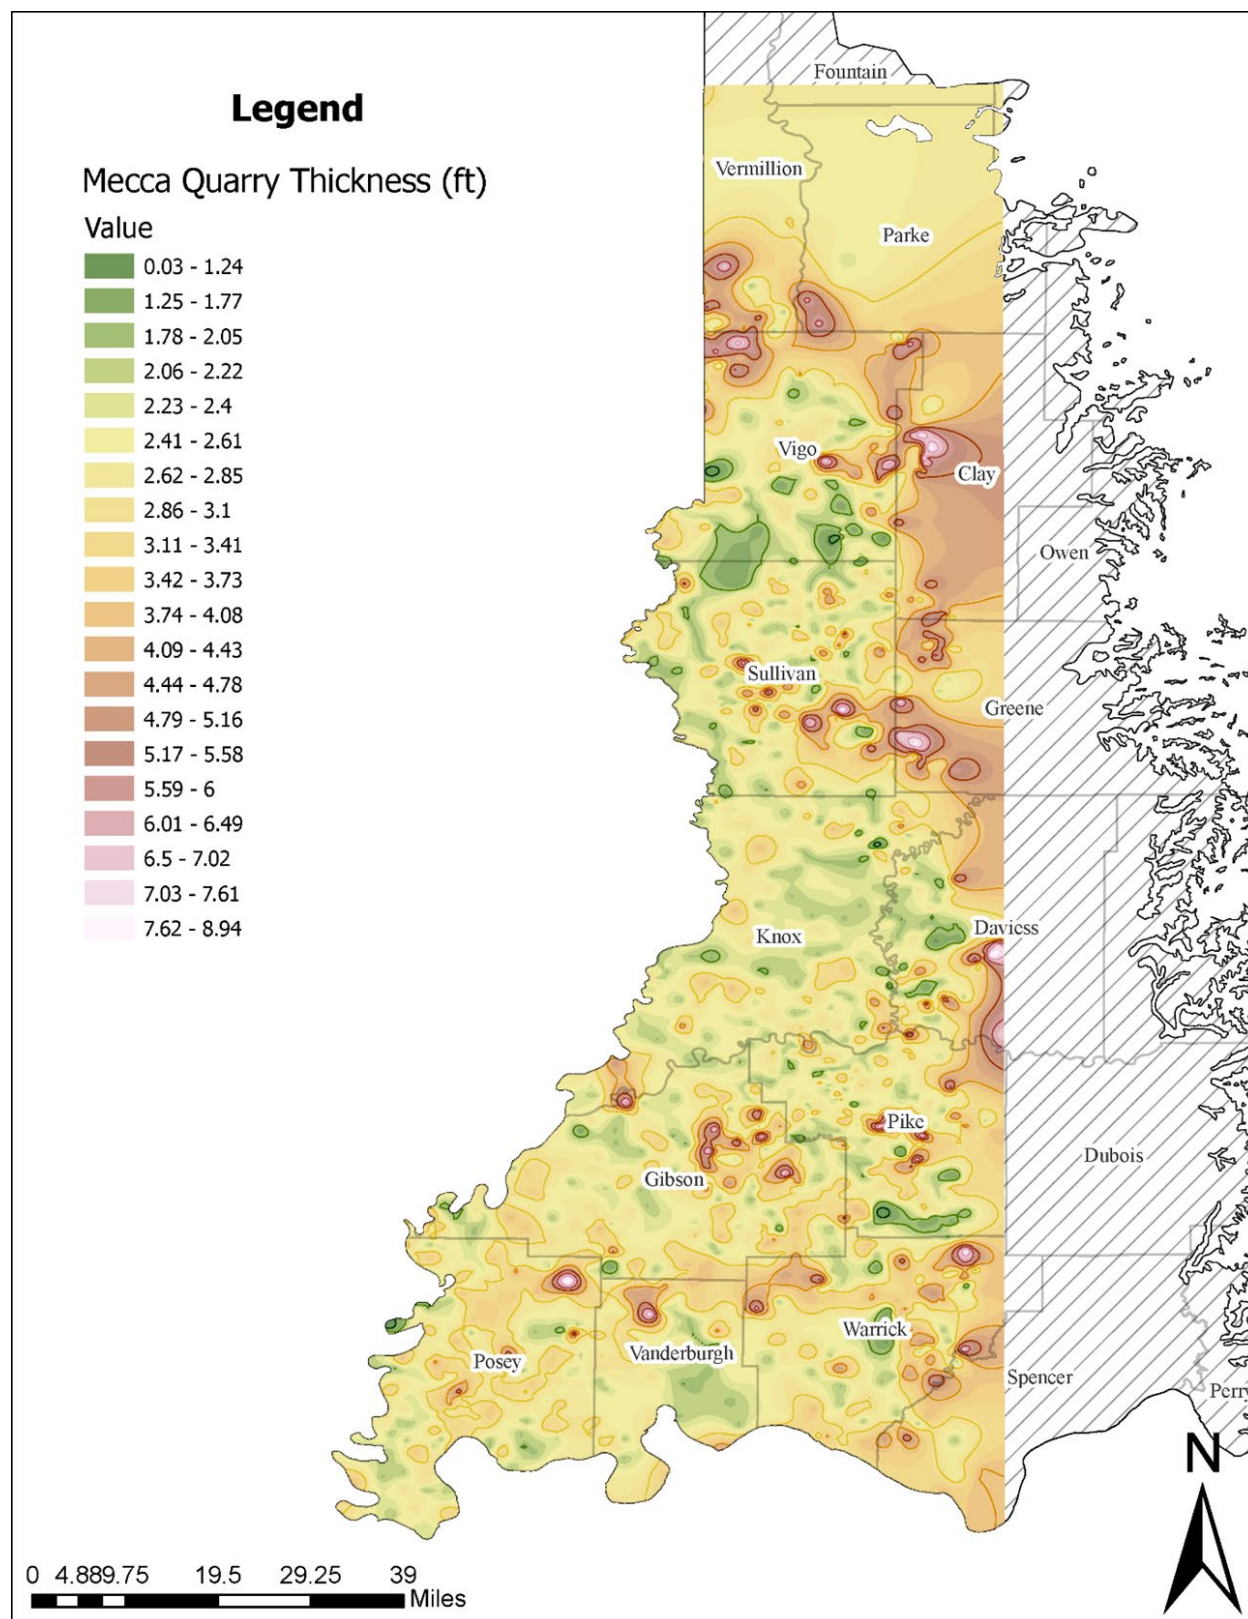 Legend
Mecca Quarry Thickness (ft)
Value
0.03 - 1.24
1.25 - 1.77
1.78 - 2.05
2.06 - 2.22
2.23 - 2.4
2.41 - 2.61
2.62 - 2.85
2.86 - 3.1
3.11 - 3.41
3.42 - 3.73
3.74 - 4.08
4.09 - 4.43
4.44 - 4.78
4.79 - 5.16
5.17 - 5.58
5.59 - 6
6.01 - 6.49
6.5 - 7.02
7.03 - 7.61
7.62 - 8.94
Fountain
Vermillion
Parke
Vigo
Clay
Owen
Sullivan
Greene
Knox
Daviess
Pike
Dubois
Gibson
Warrick
Vanderburgh
Posey
Spencer
Perry
N
0 4.88 9.75 19.5 29.25 39
Miles